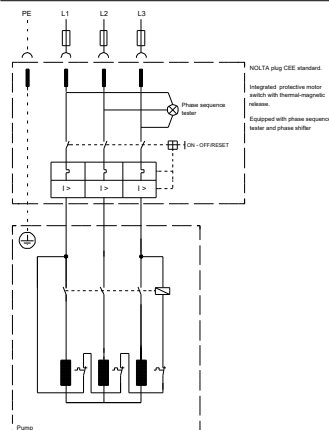 PE L1 L2 L3
NOLTA plug CEE standard.
Integrated protective motor
switch with thermal-magnetic
release.
Equipped with phase sequence
tester and phase shifter
Phase sequence
tester
ON - OFF/RESET
I > I > I >
Pump